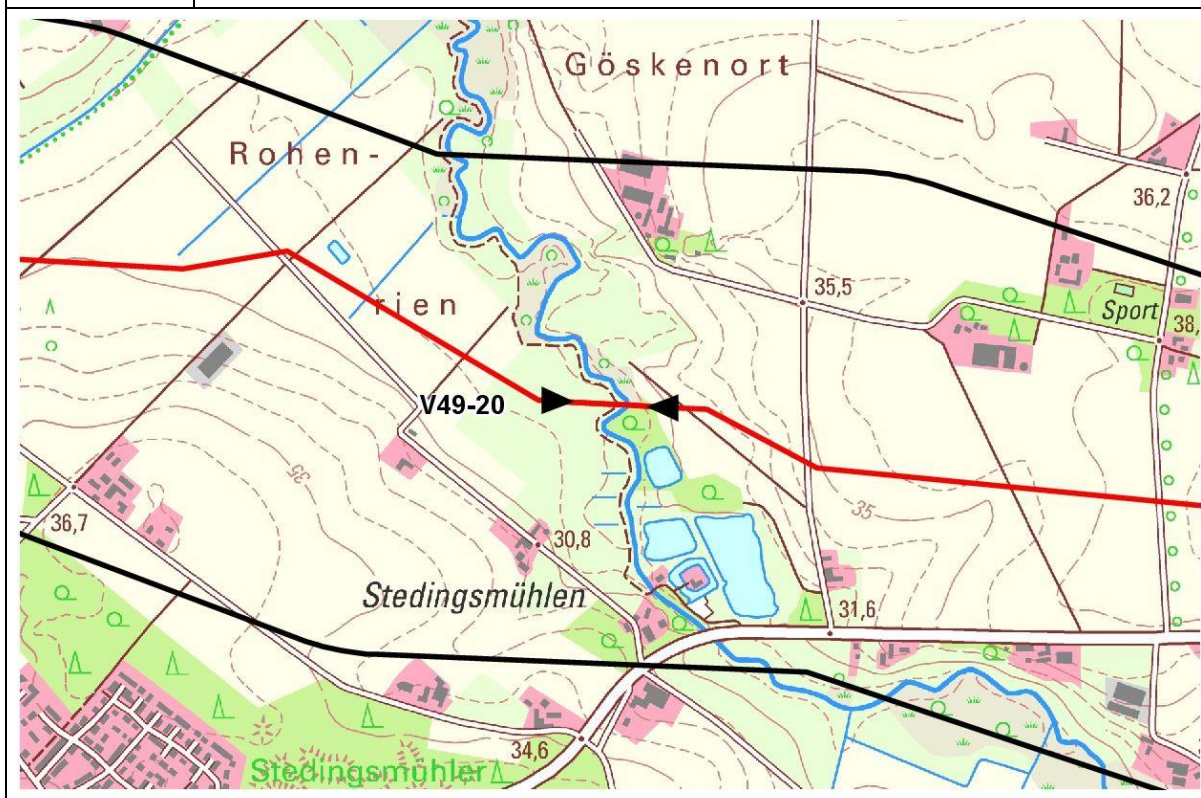 Göskenort
Rohen-
36,2
rien
35,5
Sport
38,
V49-20
35
35
36,7
30,8
Stedingsmühlen
31,6
34,6
Stedingsmühler